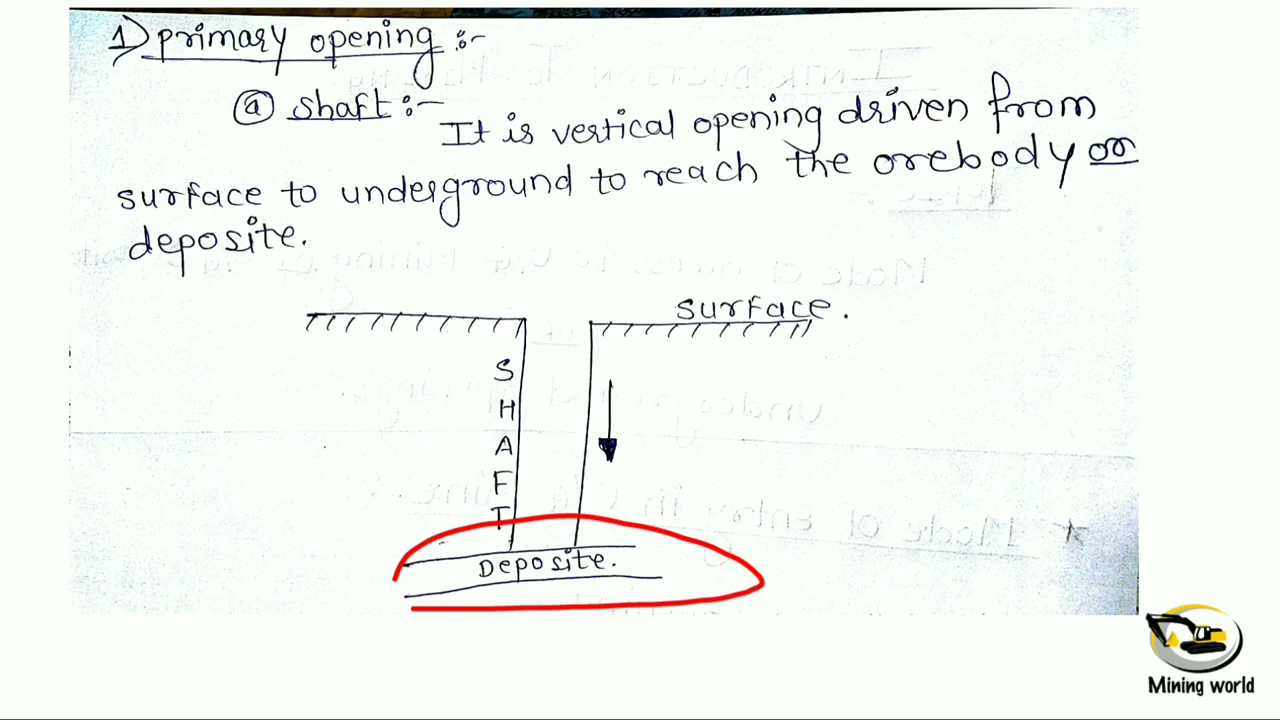 1) primary opening :-
(a) shaft :-
It is vertical opening driven from
surface to underground to reach the orebody or
deposite.
surface.
SHAFT
Deposite.
Mining world